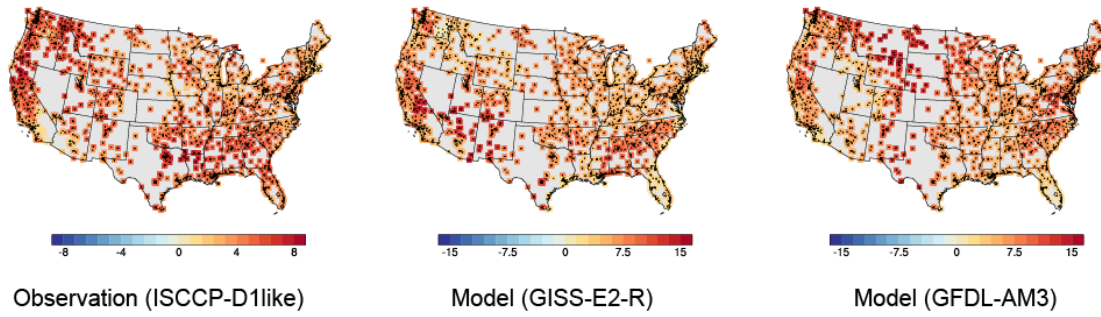 -8 -4 0 4 8
-15 -7.5 0 7.5 15
-15 -7.5 0 7.5 15
Observation (ISCCP-D1like)
Model (GISS-E2-R)
Model (GFDL-AM3)